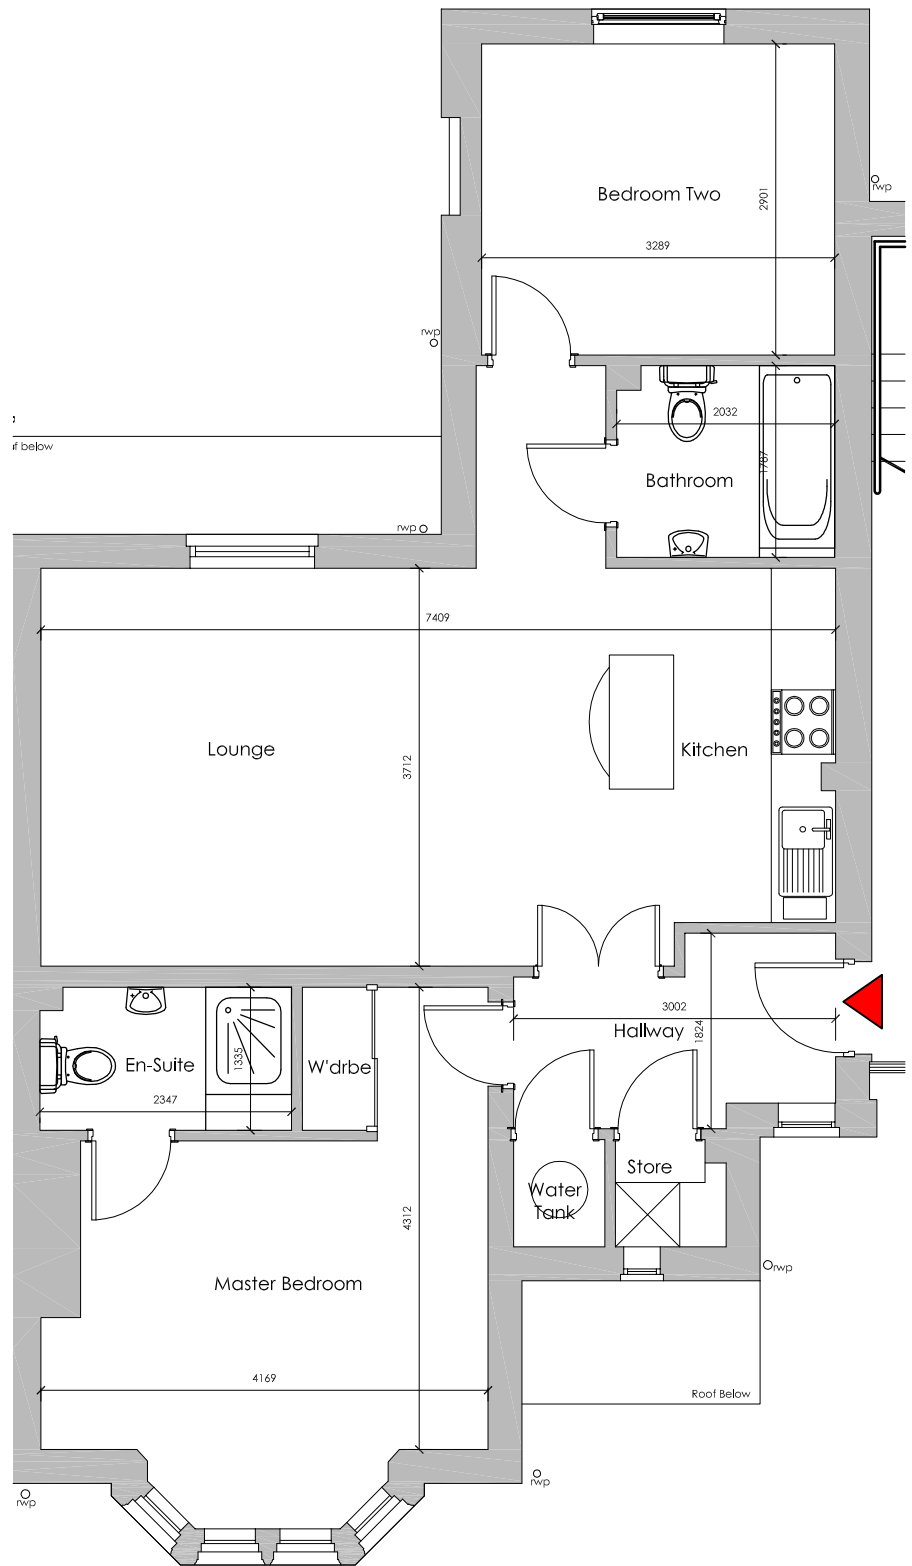 rwp
Bedroom Two
2901
3289
rwp
2032
f below
1787
Bathroom
rwp
7409
Lounge
3712
Kitchen
3002
Hallway
1824
En-Suite
1335
W'drbe
2347
Store
Water
Tank
4312
rwp
Master Bedroom
4169
Roof Below
rwp
rwp